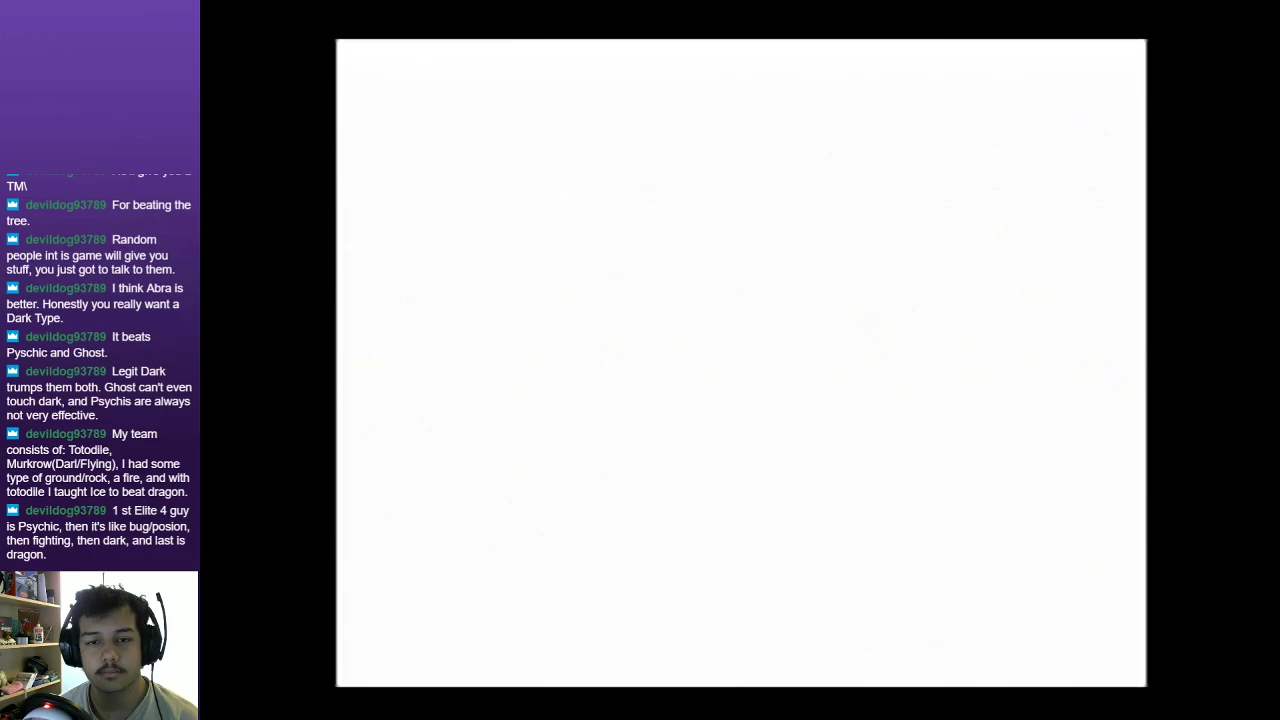 TM\
devildog93789 For beating the
tree.
devildog93789 Random
people int is game will give you
stuff, you just got to talk to them.
devildog93789 I think Abra is
better. Honestly you really want a
Dark Type.
devildog93789 It beats
Pyschic and Ghost.
devildog93789 Legit Dark
trumps them both. Ghost can't even
touch dark, and Psychis are always
not very effective.
devildog93789 My team
consists of: Totodile,
Murkrow(Darl/Flying), I had some
type of ground/rock, a fire, and with
totodile I taught Ice to beat dragon.
devildog93789 1 st Elite 4 guy
is Psychic, then it's like bug/posion,
then fighting, then dark, and last is
dragon.